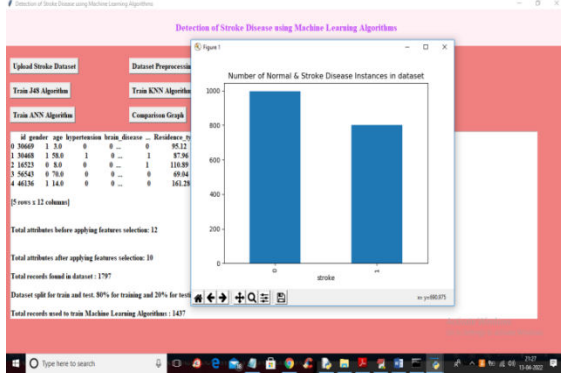 Detection of Stroke Disease using Machine Learning Algorithms
Detection of Stroke Disease using Machine Learning Algorithms
Upload Stroke Dataset
Dataset Preprocessin
Train J48 Algorithm
Train KNN Algorithm
Train ANN Algorithm
Comparison Graph
Figure 1
Number of Normal & Stroke Disease Instances in dataset
1000
800
600
400
200
0
0
1
stroke
id gender age hypertension brain_disease ... Residence_ty
0 30669 1 3.0 0 0 ... 0 95.12
1 30468 1 58.0 1 0 ... 1 87.96
2 16523 0 8.0 0 0 ... 1 110.89
3 56543 0 70.0 0 0 ... 0 69.04
4 46136 1 14.0 0 0 ... 0 161.28
[5 rows x 12 columns]
Total attributes before applying features selection: 12
Total attributes after applying features selection: 10
Total records found in dataset : 1797
Dataset split for train and test. 80% for training and 20% for testi
Total records used to train Machine Learning Algorithms : 1437
Type here to search
21:27
13-04-2022